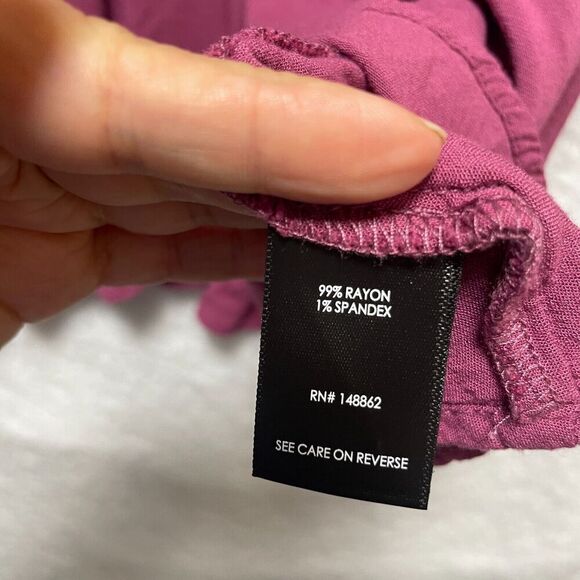 99% RAYON
1% SPANDEX
RN# 148862
SEE CARE ON REVERSE